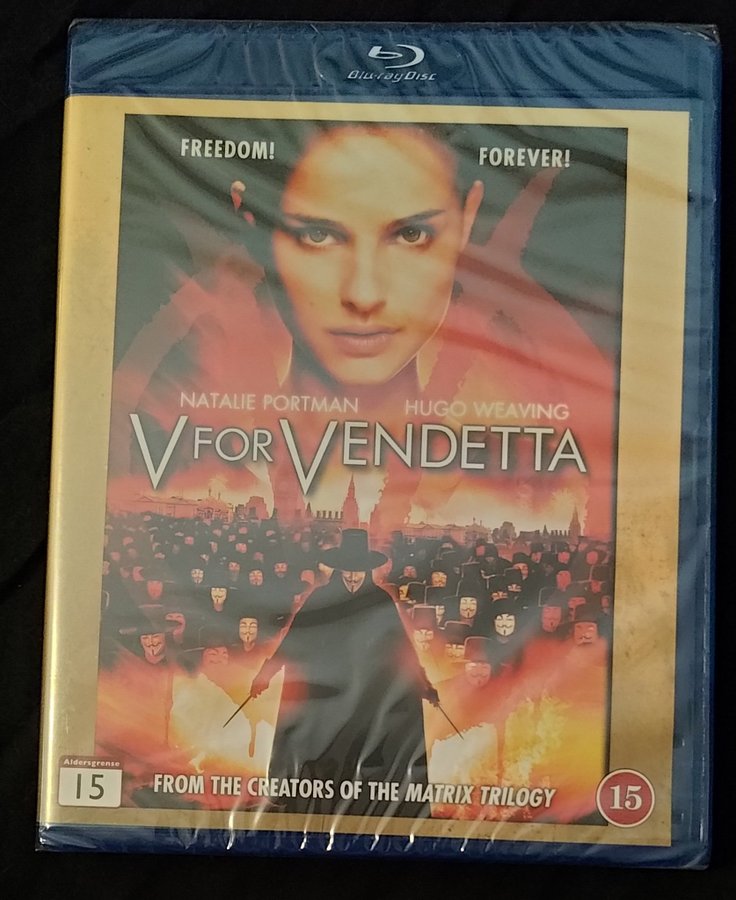 Blu-ray Disc
FREEDOM! FOREVER!
NATALIE PORTMAN HUGO WEAVING
V FOR VENDETTA
Aldersgrense
15
FROM THE CREATORS OF THE MATRIX TRILOGY
15